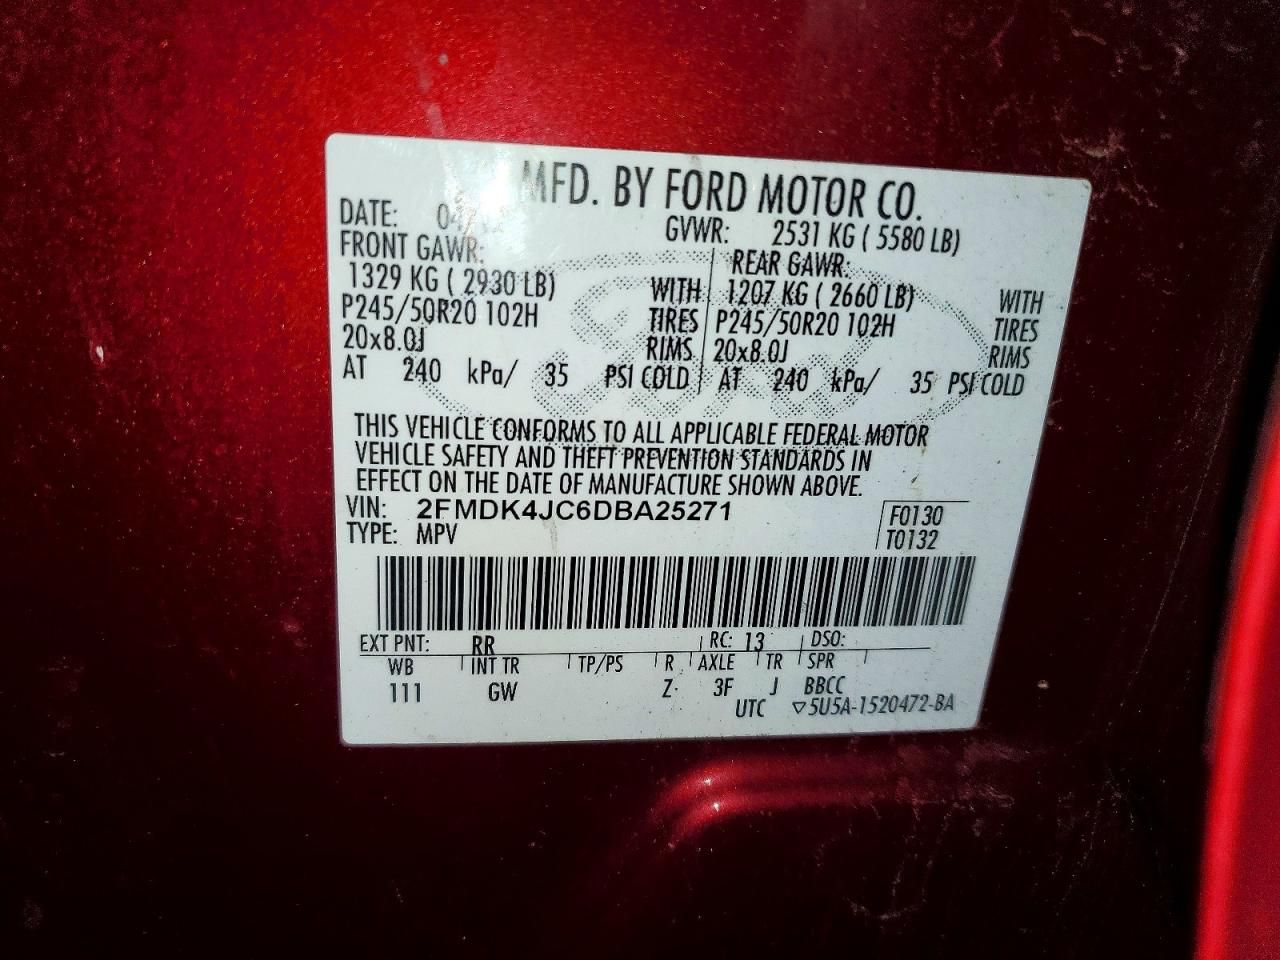 MFD. BY FORD MOTOR CO.
DATE: GVWR: 2531 KG ( 5580 LB)
FRONT GAWR: REAR GAWR:
1329 KG ( 2930 LB) WITH 1207 KG ( 2660 LB) WITH
P245/50R20 102H TIRES P245/50R20 102H TIRES
20x8.0J RIMS 20x8.0J RIMS
AT 240 kPa/ 35 PSI COLD AT 240 kPa/ 35 PSI COLD
THIS VEHICLE CONFORMS TO ALL APPLICABLE FEDERAL MOTOR
VEHICLE SAFETY AND THEFT PREVENTION STANDARDS IN
EFFECT ON THE DATE OF MANUFACTURE SHOWN ABOVE.
VIN: 2FMDK4JC6DBA25271 F0130
TYPE: MPV T0132
EXT PNT: RR RC: 13 DSO:
WB INT TR TP/PS R AXLE TR SPR
111 GW Z 3F J BBCC
UTC ▽5U5A-1520472-BA